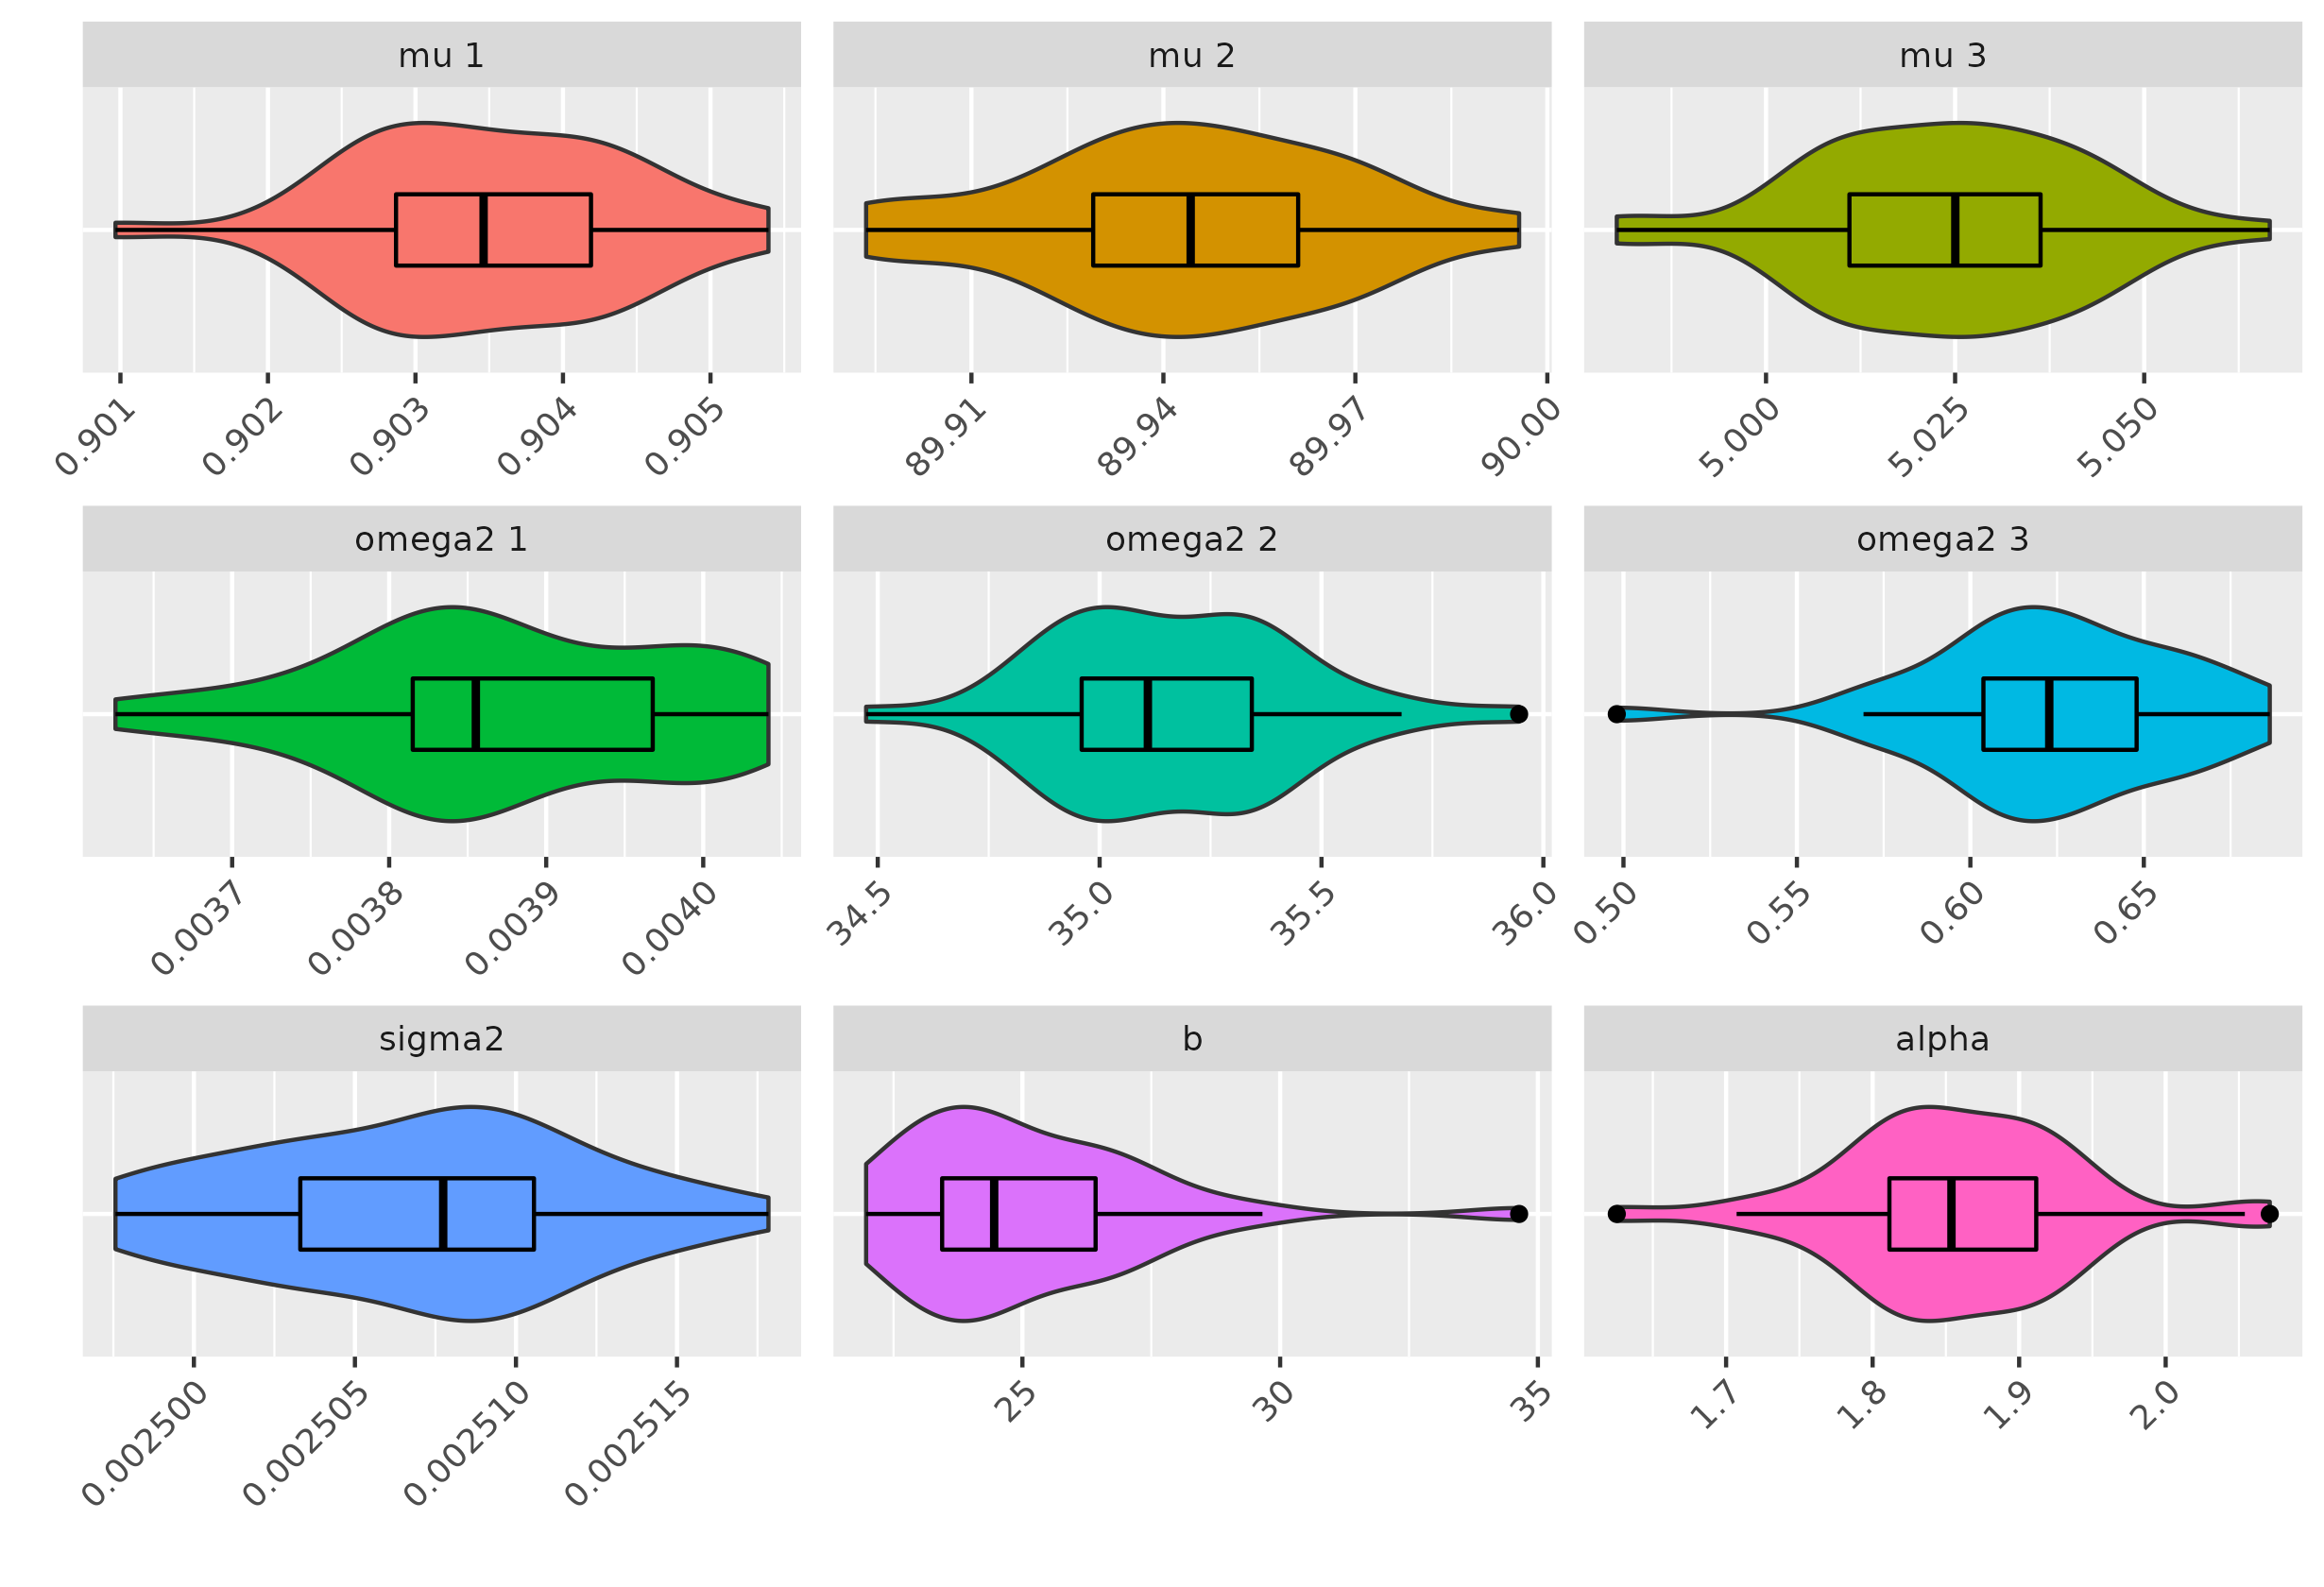 mu 1 mu 2 mu 3
0.901 0.902 0.903 0.904 0.905 89.91 89.94 89.97 90.00 5.000 5.025 5.050
omega2 1 omega2 2 omega2 3
0.0037 0.0038 0.0039 0.0040 34.5 35.0 35.5 36.0 0.50 0.55 0.60 0.65
sigma2 b alpha
0.002500 0.002505 0.002510 0.002515 25 30 35 1.7 1.8 1.9 2.0